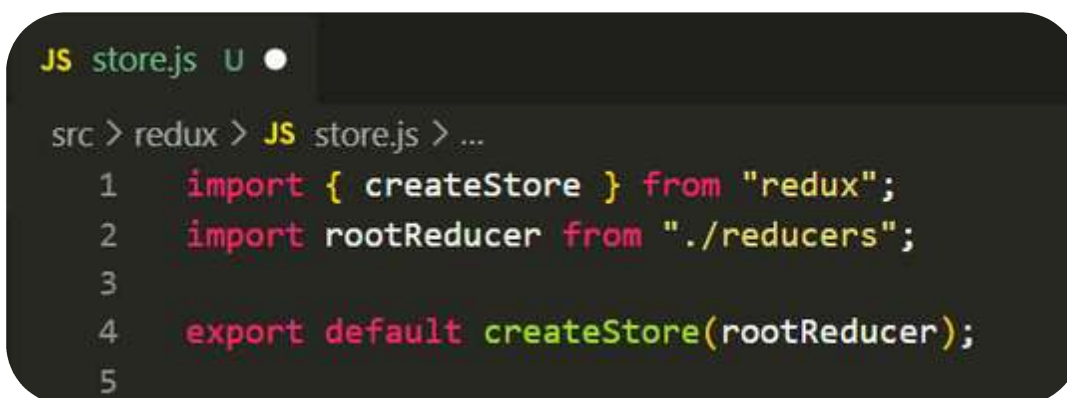 JS store.js U ●
src > redux > JS store.js > ...
1 import { createStore } from "redux";
2 import rootReducer from "./reducers";
3
4 export default createStore(rootReducer);
5